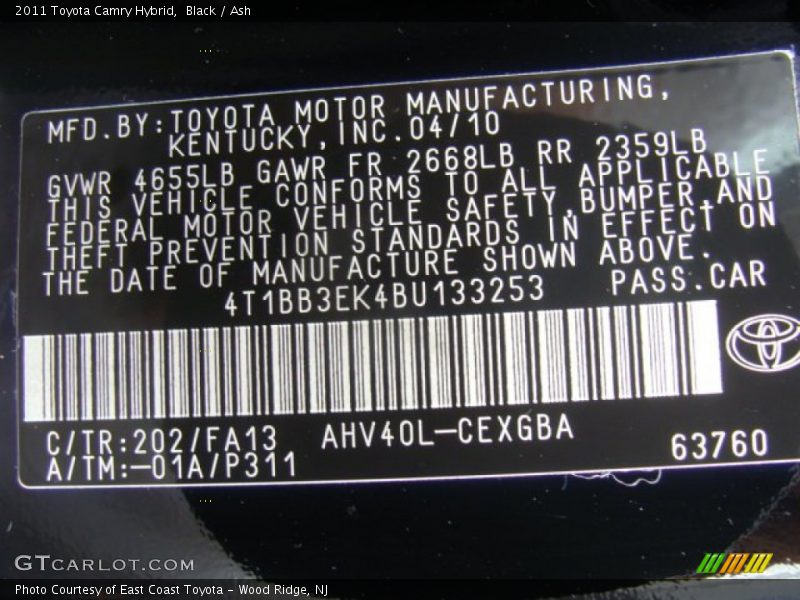 2011 Toyota Camry Hybrid, Black / Ash
MFD.BY:TOYOTA MOTOR MANUFACTURING,
KENTUCKY,INC.04/10
GVWR 4655LB GAWR FR 2668LB RR 2359LB
THIS VEHICLE CONFORMS TO ALL APPLICABLE
FEDERAL MOTOR VEHICLE SAFETY,BUMPER,AND
THEFT PREVENTION STANDARDS IN EFFECT ON
THE DATE OF MANUFACTURE SHOWN ABOVE.
4T1BB3EK4BU133253 PASS.CAR
C/TR:202/FA13 AHV40L-CEXGBA
A/TM:-01A/P311 63760
GTCARLOT.COM
Photo Courtesy of East Coast Toyota - Wood Ridge, NJ